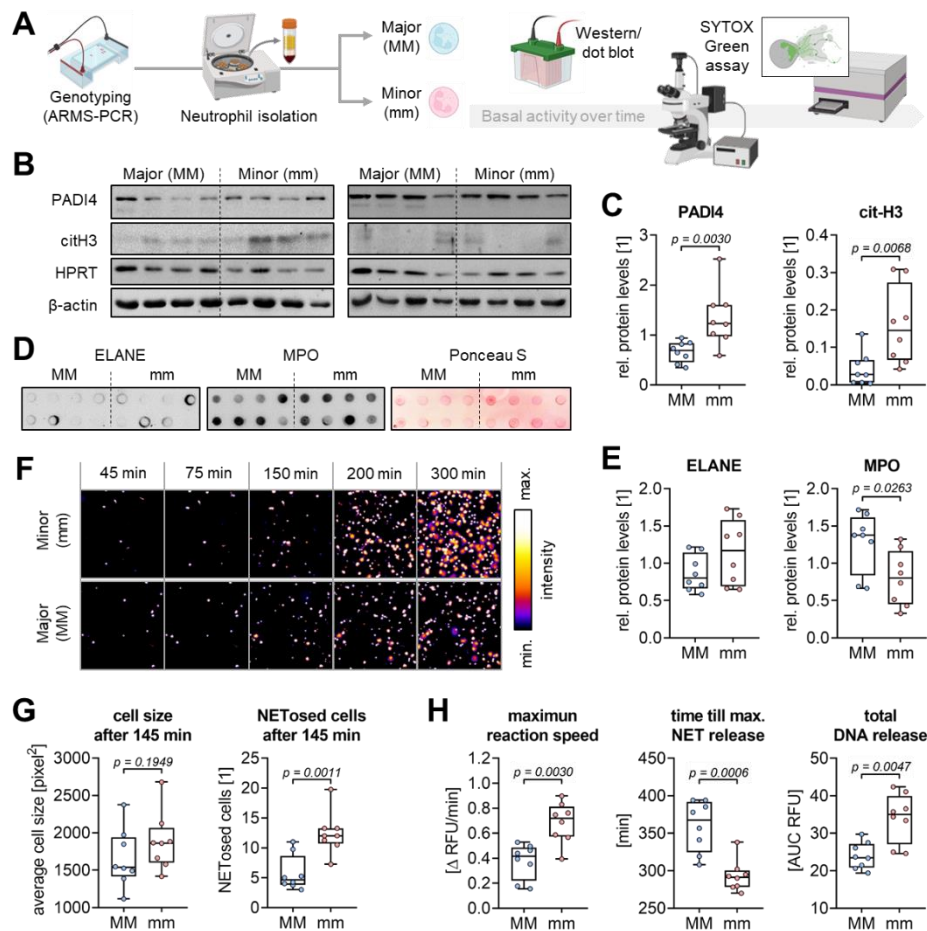 A
Genotyping
(ARMS-PCR)
Neutrophil isolation
Major
(MM)
Minor
(mm)
Western/
dot blot
SYTOX
Green
assay
Basal activity over time
B
Major (MM) Minor (mm) Major (MM) Minor (mm)
PADI4
citH3
HPRT
β-actin
C
PADI4
rel. protein levels [1]
p = 0.0030
0 1 2 3
MM mm
cit-H3
rel. protein levels [1]
p = 0.0068
0.0 0.1 0.2 0.3 0.4
MM mm
D
ELANE MPO Ponceau S
MM mm MM mm MM mm
E
ELANE
rel. protein levels [1]
0.0 0.5 1.0 1.5 2.0
MM mm
MPO
rel. protein levels [1]
p = 0.0263
0.0 0.5 1.0 1.5 2.0
MM mm
F
45 min 75 min 150 min 200 min 300 min
Minor
(mm)
Major
(MM)
max.
intensity
min.
G
cell size
after 145 min
average cell size [pixel²]
p = 0.1949
1000 1500 2000 2500 3000
MM mm
NETosed cells
after 145 min
NETosed cells [1]
p = 0.0011
0 5 10 15 20 25
MM mm
H
maximun
reaction speed
[Δ RFU/min]
p = 0.0030
0.0 0.2 0.4 0.6 0.8 1.0 1.2
MM mm
time till max.
NET release
[min]
p = 0.0006
250 300 350 400 450
MM mm
total
DNA release
[AUC RFU]
p = 0.0047
10 20 30 40 50
MM mm